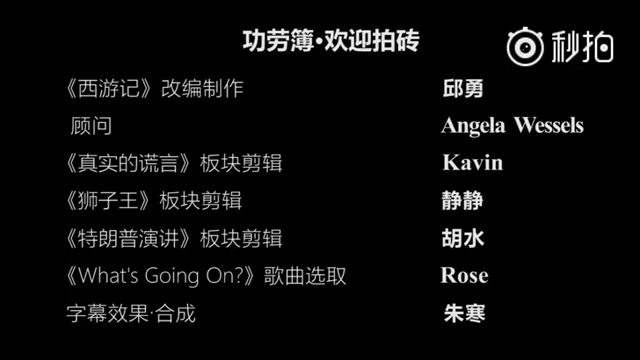 功劳簿·欢迎拍砖
秒拍
《西游记》改编制作 邱勇
顾问 Angela Wessels
《真实的谎言》板块剪辑 Kavin
《狮子王》板块剪辑 静静
《特朗普演讲》板块剪辑 胡水
《What's Going On?》歌曲选取 Rose
字幕效果·合成 朱寒